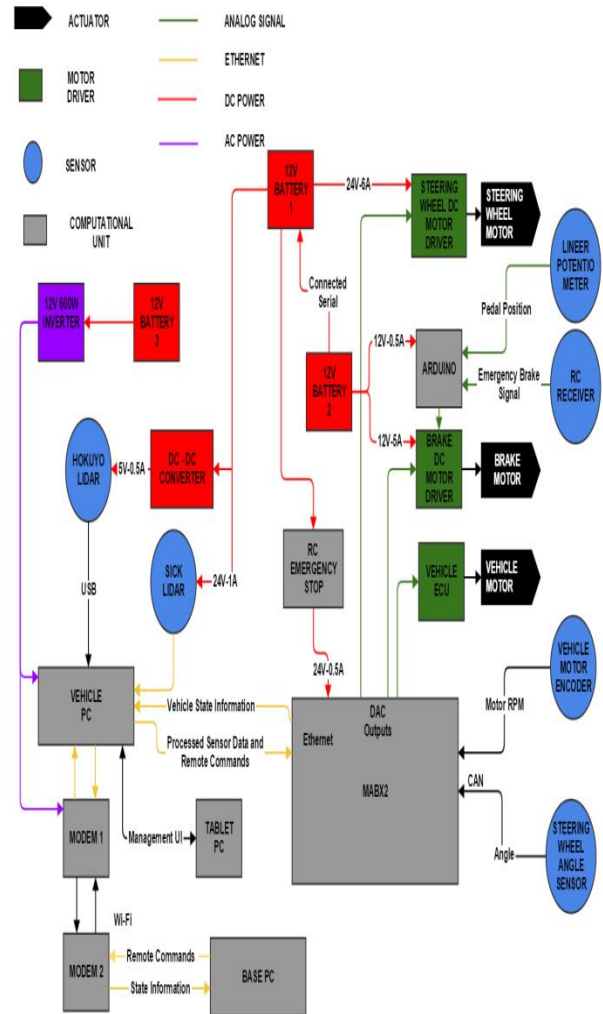 ACTUATOR
MOTOR
DRIVER
SENSOR
COMPUTATIONAL
UNIT
ANALOG SIGNAL
ETHERNET
DC POWER
AC POWER
12V
BATTERY
1
24V-6A
STEERING
WHEEL DC
MOTOR
DRIVER
STEERING
WHEEL
MOTOR
LINEER
POTENTIO
METER
Connected
Serial
Pedal Position
12V 600W
INVERTER
12V
BATTERY
3
12V
BATTERY
2
12V-0.5A
ARDUINO
Emergency Brake
Signal
RC
RECEIVER
12V-5A
BRAKE
DC
MOTOR
DRIVER
BRAKE
MOTOR
HOKUYO
LIDAR
5V-0.5A
DC - DC
CONVERTER
SICK
LIDAR
24V-1A
RC
EMERGENCY
STOP
VEHICLE
ECU
VEHICLE
MOTOR
USB
24V-0.5A
VEHICLE
MOTOR
ENCODER
VEHICLE
PC
Vehicle State Information
Processed Sensor Data and
Remote Commands
Ethernet
DAC
Outputs
MABX2
Motor RPM
CAN
Angle
STEERING
WHEEL
ANGLE
SENSOR
MODEM 1
Management UI
TABLET
PC
Wi-Fi
MODEM 2
Remote Commands
State Information
BASE PC